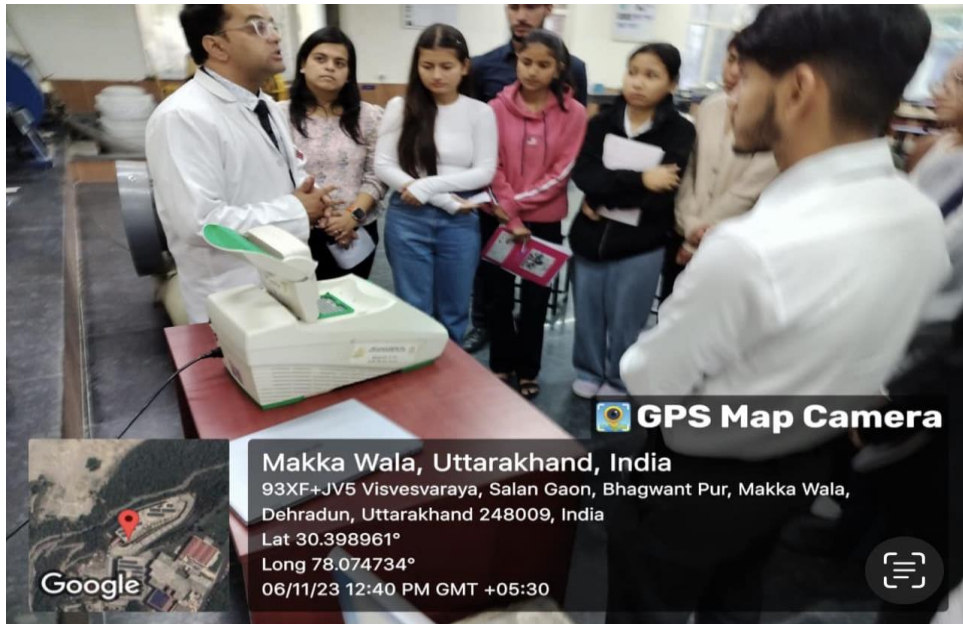 GPS Map Camera
Makka Wala, Uttarakhand, India
93XF+JV5 Visvesvaraya, Salan Gaon, Bhagwant Pur, Makka Wala,
Dehradun, Uttarakhand 248009, India
Lat 30.398961°
Long 78.074734°
06/11/23 12:40 PM GMT +05:30
Google